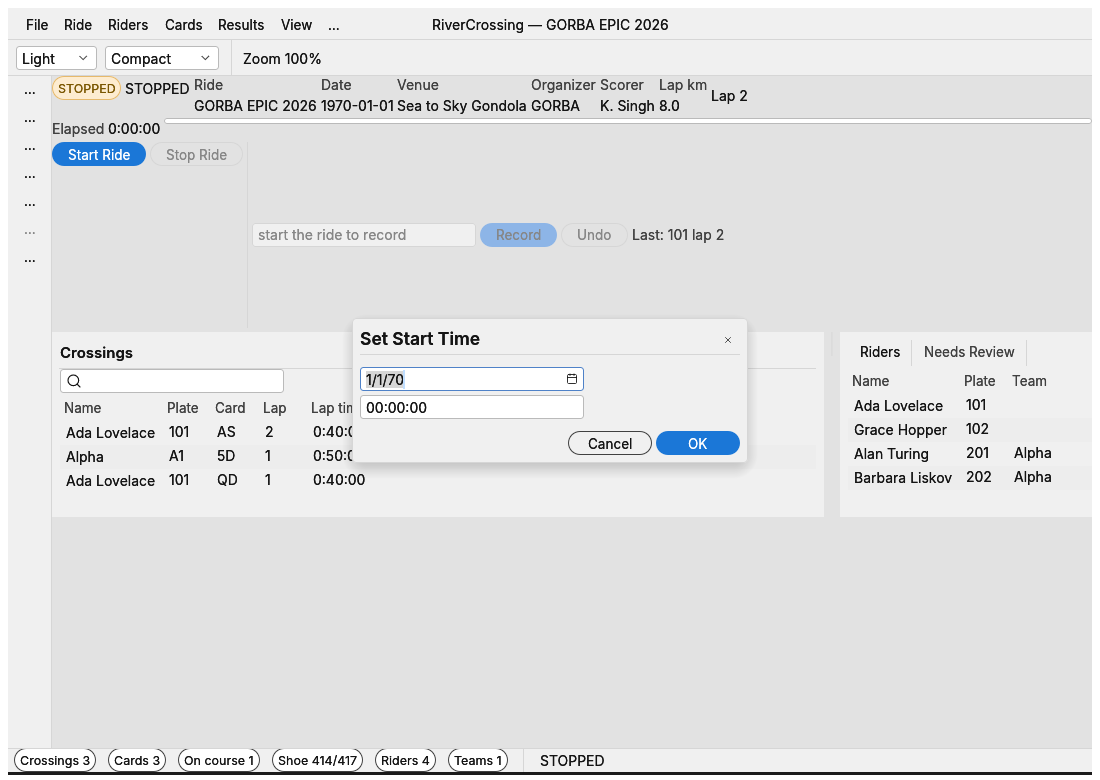 File Ride Riders Cards Results View ... RiverCrossing — GORBA EPIC 2026
Light Compact Zoom 100%
... STOPPED STOPPED Ride Date Venue Organizer Scorer Lap km Lap 2
GORBA EPIC 2026 1970-01-01 Sea to Sky Gondola GORBA K. Singh 8.0
...
Elapsed 0:00:00
... Start Ride Stop Ride
...
...
... start the ride to record Record Undo Last: 101 lap 2
...
Set Start Time ×
1/1/70
00:00:00
Cancel OK
Crossings
Name Plate Card Lap Lap tim
Ada Lovelace 101 AS 2 0:40:0
Alpha A1 5D 1 0:50:0
Ada Lovelace 101 QD 1 0:40:00
Riders Needs Review
Name Plate Team
Ada Lovelace 101
Grace Hopper 102
Alan Turing 201 Alpha
Barbara Liskov 202 Alpha
Crossings 3 Cards 3 On course 1 Shoe 414/417 Riders 4 Teams 1 STOPPED